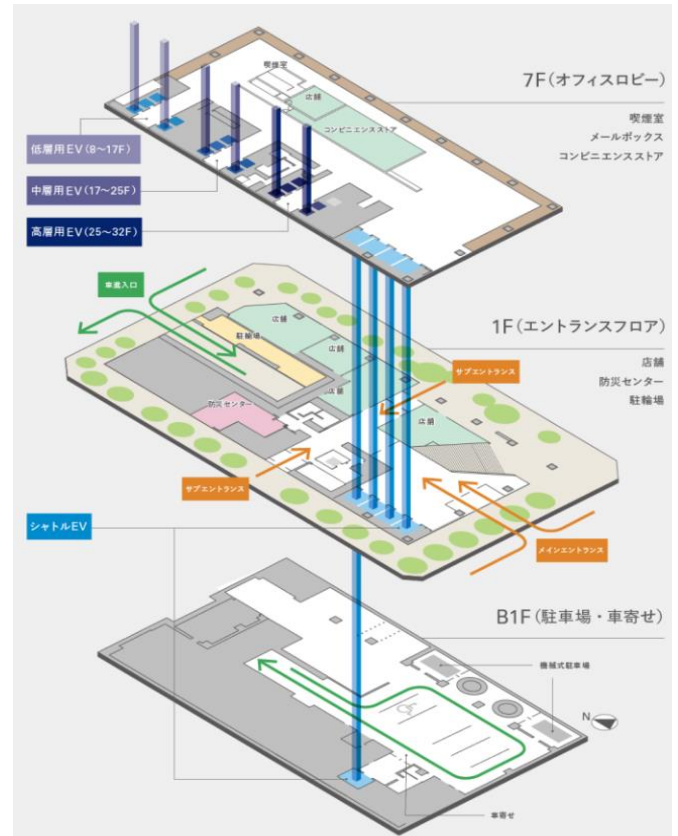 喫煙室
店舗
コンビニエンスストア
7F(オフィスロビー)
喫煙室
メールボックス
コンビニエンスストア
低層用EV(8〜17F)
中層用EV(17〜25F)
高層用EV(25〜32F)
車進入口
駐輪場
店舗
店舗
店舗
店舗
防災センター
サブエントランス
サブエントランス
メインエントランス
1F(エントランスフロア)
店舗
防災センター
駐輪場
シャトルEV
B1F(駐車場・車寄せ)
機械式駐車場
N
車寄せ